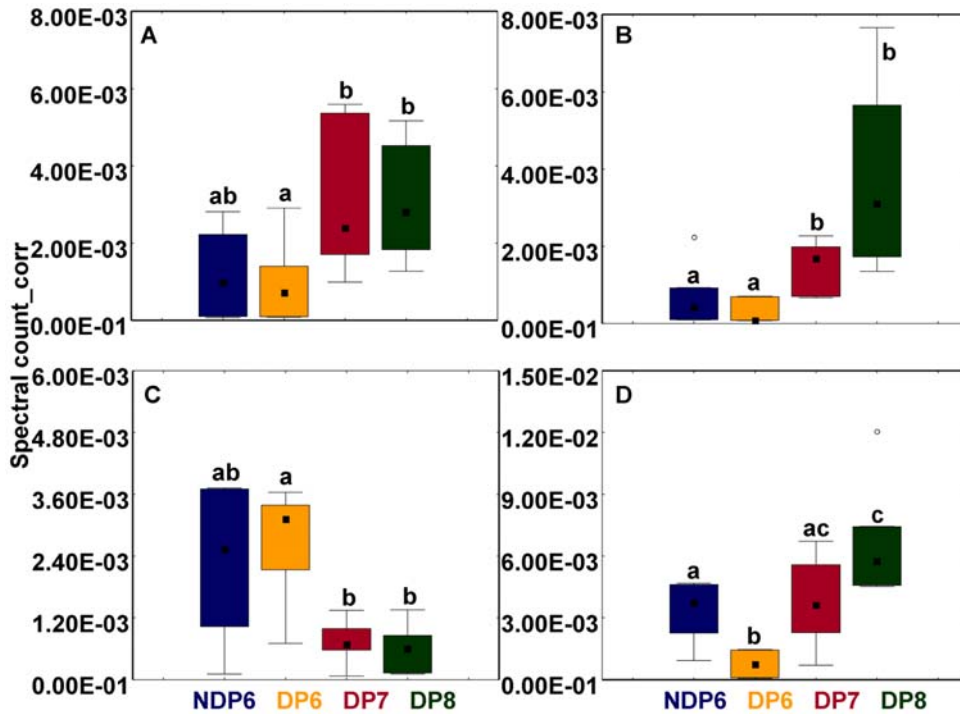 8.00E-03
A
b
b
6.00E-03
4.00E-03
ab
a
2.00E-03
0.00E-01
8.00E-03
B
b
6.00E-03
4.00E-03
b
2.00E-03
a
a
0.00E-01
Spectral count_corr
6.00E-03
C
4.80E-03
ab
a
3.60E-03
2.40E-03
b
b
1.20E-03
0.00E-01
1.50E-02
D
1.20E-02
9.00E-03
ac
c
6.00E-03
a
3.00E-03
b
0.00E-01
NDP6 DP6 DP7 DP8
NDP6 DP6 DP7 DP8